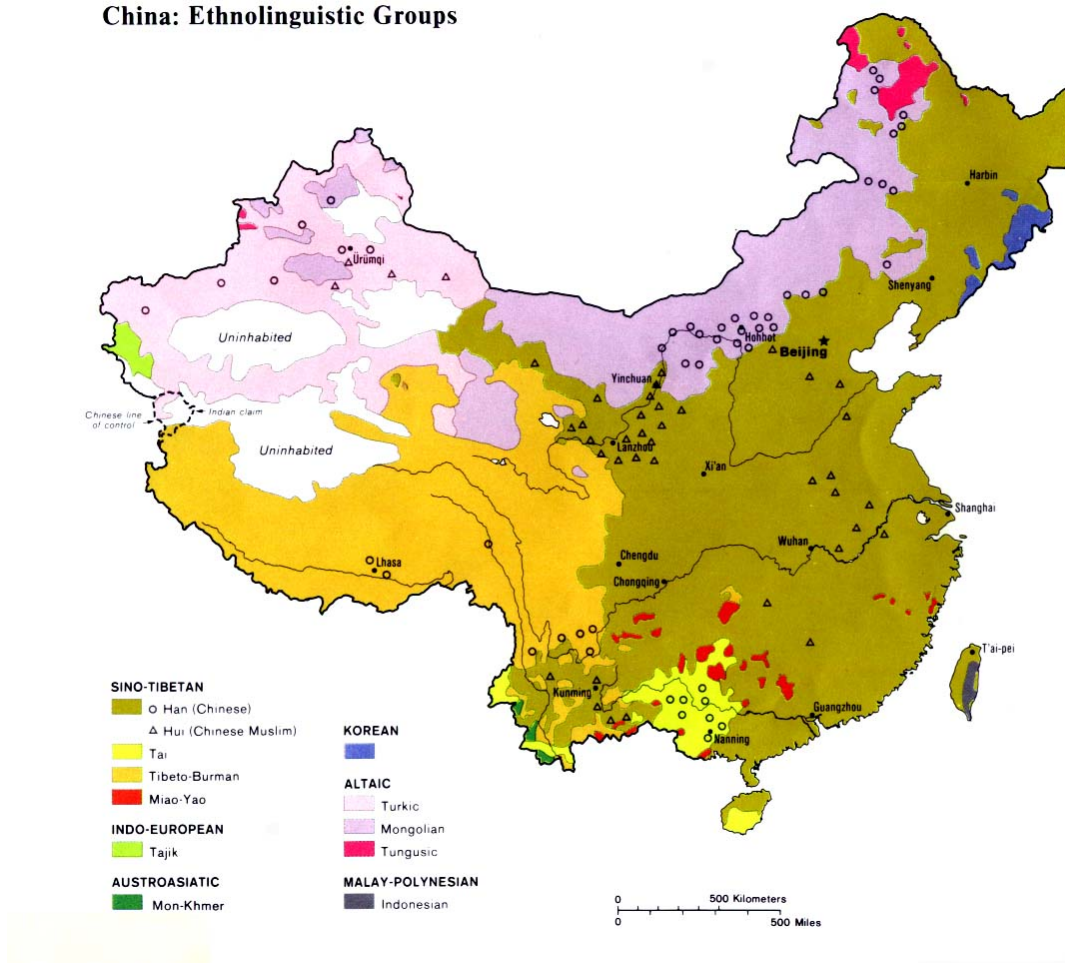 China: Ethnolinguistic Groups
Harbin
Ürümqi
Shenyang
Uninhabited
Hohhot
Beijing
Yinchuan
Chinese line
of control
Indian claim
Lanzhou
Uninhabited
Xi'an
Shanghai
Wuhan
Chengdu
Lhasa
Chongqing
T'ai-pei
Kunming
Guangzhou
Nanning
SINO-TIBETAN
Han (Chinese)
Hui (Chinese Muslim)
Tai
Tibeto-Burman
Miao-Yao
INDO-EUROPEAN
Tajik
AUSTROASIATIC
Mon-Khmer
KOREAN
ALTAIC
Turkic
Mongolian
Tungusic
MALAY-POLYNESIAN
Indonesian
0 500 Kilometers
0 500 Miles